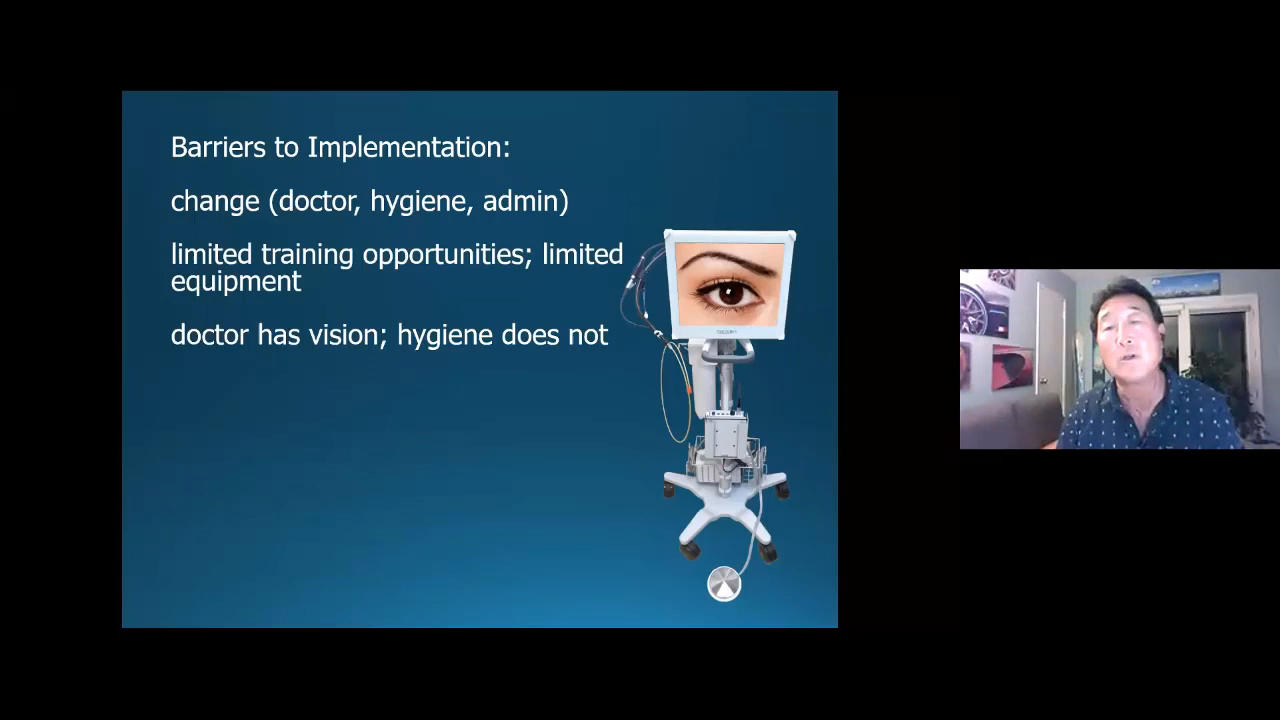 Barriers to Implementation:
change (doctor, hygiene, admin)
limited training opportunities; limited
equipment
doctor has vision; hygiene does not